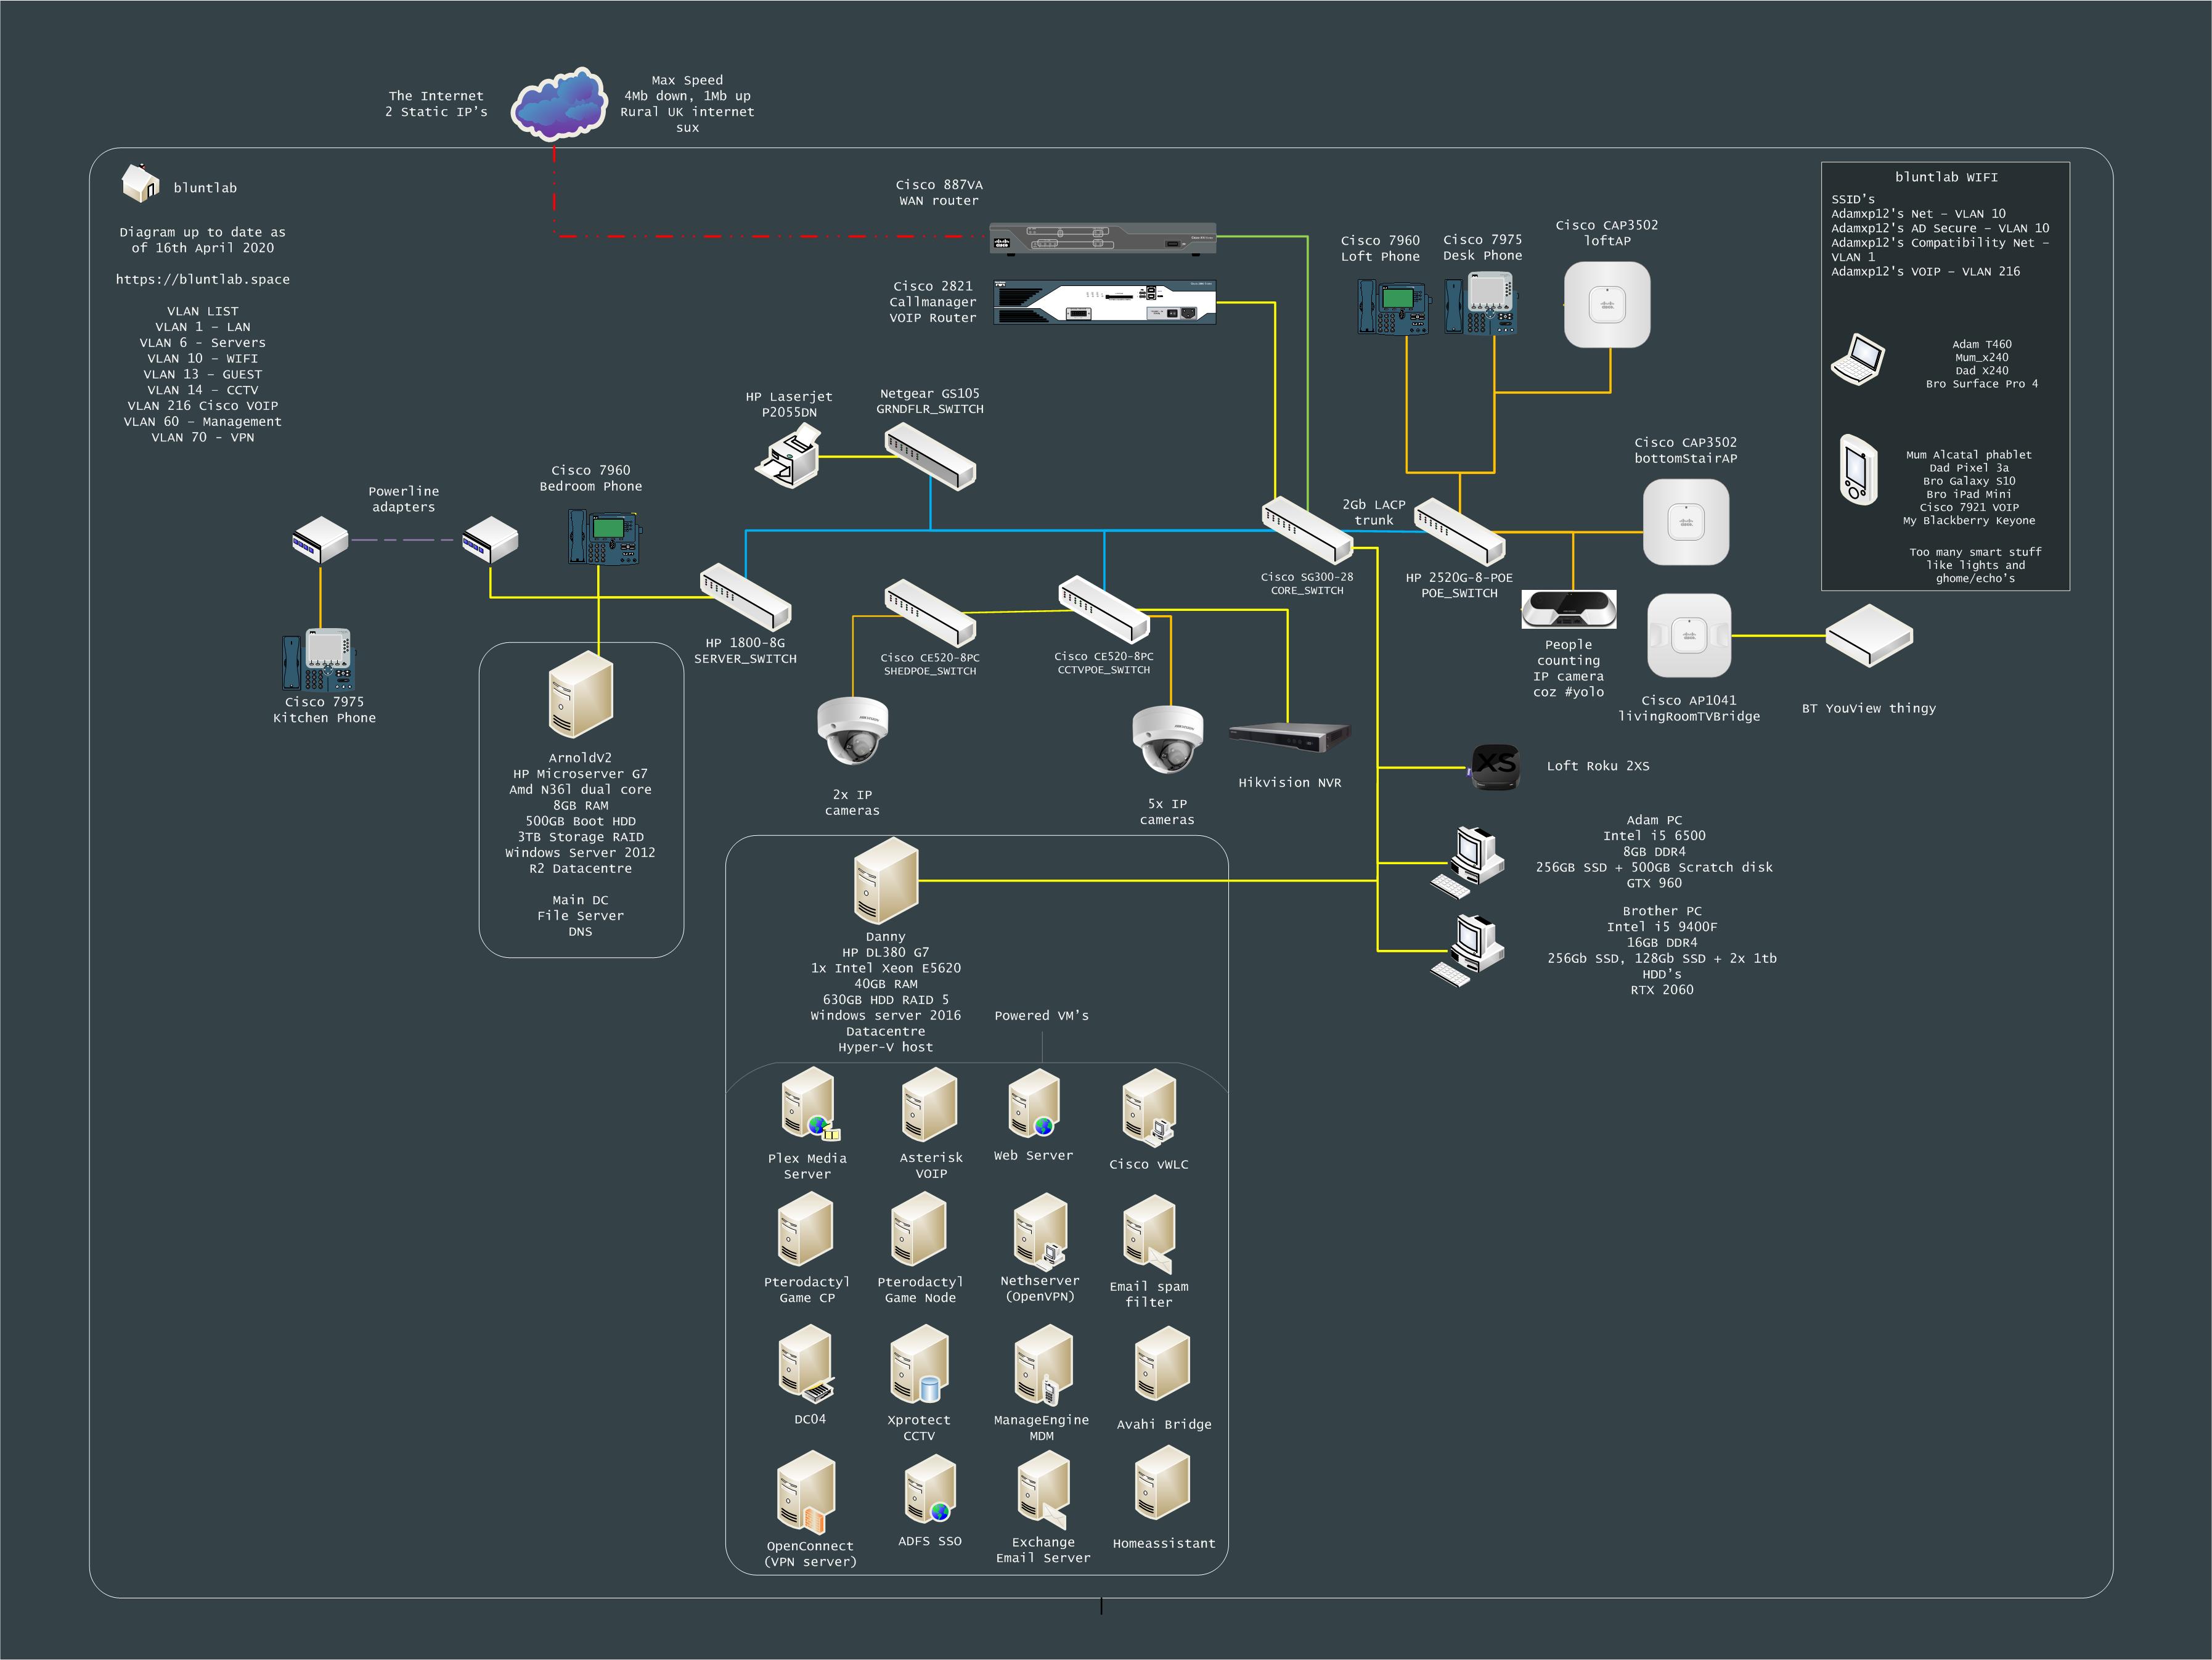 The Internet
2 Static IP's
Max Speed
4Mb down, 1Mb up
Rural UK internet
sux
bluntlab
Diagram up to date as
of 16th April 2020
https://bluntlab.space
VLAN LIST
VLAN 1 - LAN
VLAN 6 - Servers
VLAN 10 – WIFI
VLAN 13 – GUEST
VLAN 14 – CCTV
VLAN 216 Cisco VOIP
VLAN 60 – Management
VLAN 70 - VPN
Cisco 887VA
WAN router
Cisco 2821
Callmanager
VOIP Router
Cisco 7960
Loft Phone
Cisco 7975
Desk Phone
Cisco CAP3502
loftAP
bluntlab WIFI
SSID's
Adamxp12's Net – VLAN 10
Adamxp12's AD Secure – VLAN 10
Adamxp12's Compatibility Net –
VLAN 1
Adamxp12's VOIP – VLAN 216
Adam T460
Mum_x240
Dad X240
Bro Surface Pro 4
Mum Alcatal phablet
Dad Pixel 3a
Bro Galaxy S10
Bro iPad Mini
Cisco 7921 VOIP
My Blackberry Keyone
Too many smart stuff
like lights and
ghome/echo's
HP Laserjet
P2055DN
Netgear GS105
GRNDFLR_SWITCH
Cisco CAP3502
bottomStairAP
Powerline
adapters
Cisco 7960
Bedroom Phone
2Gb LACP
trunk
Cisco SG300-28
CORE_SWITCH
HP 2520G-8-POE
POE_SWITCH
HP 1800-8G
SERVER_SWITCH
Cisco CE520-8PC
SHEDPOE_SWITCH
Cisco CE520-8PC
CCTVPOE_SWITCH
People
counting
IP camera
coz #yolo
Cisco AP1041
livingRoomTVBridge
BT YouView thingy
Cisco 7975
Kitchen Phone
ArnoldV2
HP Microserver G7
Amd N36l dual core
8GB RAM
500GB Boot HDD
3TB Storage RAID
Windows Server 2012
R2 Datacentre
Main DC
File Server
DNS
2x IP
cameras
5x IP
cameras
Hikvision NVR
XS
Loft Roku 2XS
Adam PC
Intel i5 6500
8GB DDR4
256GB SSD + 500GB Scratch disk
GTX 960
Brother PC
Intel i5 9400F
16GB DDR4
256Gb SSD, 128Gb SSD + 2x 1tb
HDD's
RTX 2060
Danny
HP DL380 G7
1x Intel Xeon E5620
40GB RAM
630GB HDD RAID 5
Windows server 2016
Datacentre
Hyper-V host
Powered VM's
Plex Media
Server
Asterisk
VOIP
Web Server
Cisco vWLC
Pterodactyl
Game CP
Pterodactyl
Game Node
Nethserver
(OpenVPN)
Email spam
filter
DC04
Xprotect
CCTV
ManageEngine
MDM
Avahi Bridge
OpenConnect
(VPN server)
ADFS SSO
Exchange
Email Server
Homeassistant